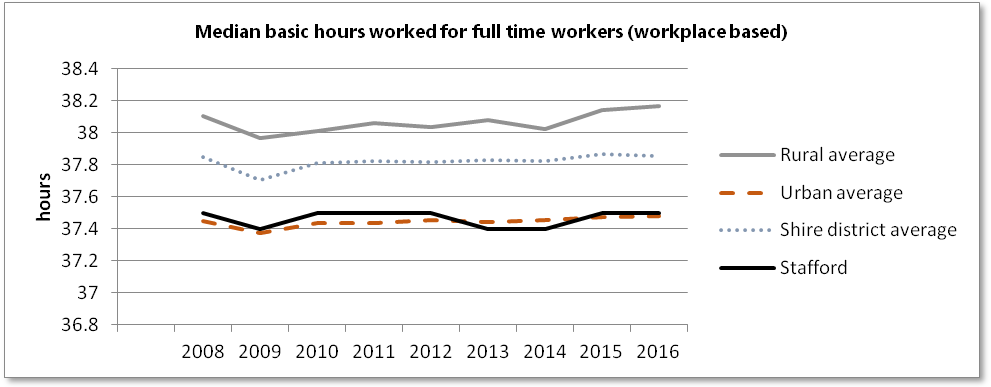 Median basic hours worked for full time workers (workplace based)
38.4
38.2
38
37.8
37.6
37.4
37.2
37
36.8
hours
2008 2009 2010 2011 2012 2013 2014 2015 2016
Rural average
Urban average
Shire district average
Stafford